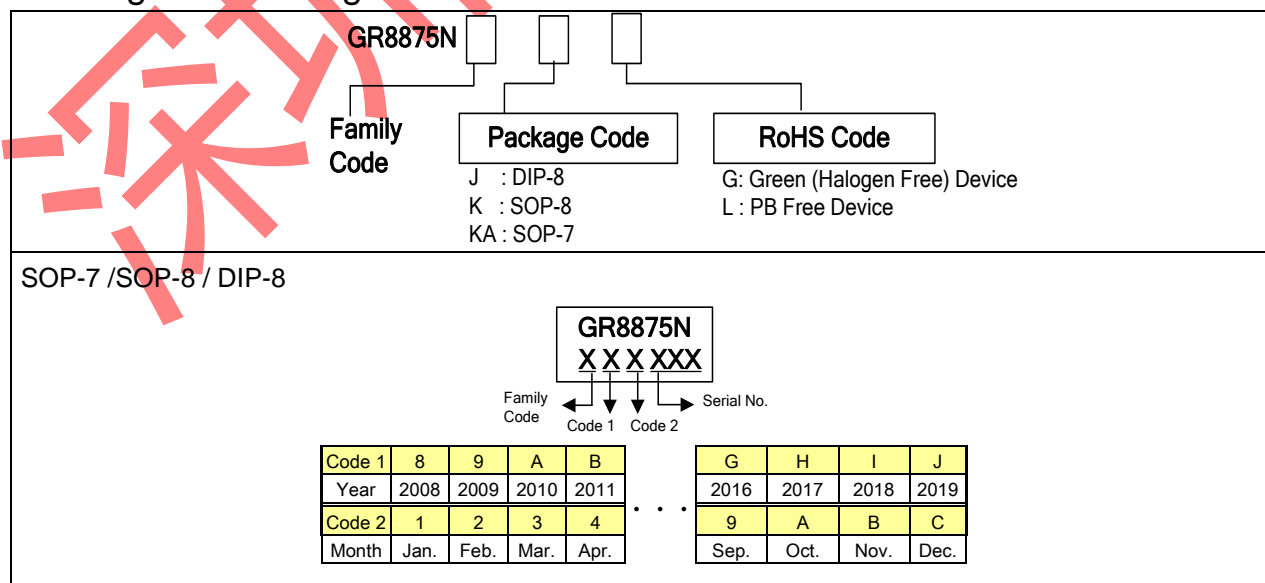 GR8875N
Family
Code
Package Code
J : DIP-8
K : SOP-8
KA : SOP-7
RoHS Code
G: Green (Halogen Free) Device
L : PB Free Device
SOP-7 /SOP-8 / DIP-8
GR8875N
X X X XXX
Family
Code
Code 1 Code 2
Serial No.
Code 1 8 9 A B G H I J
Year 2008 2009 2010 2011 . . . 2016 2017 2018 2019
Code 2 1 2 3 4 9 A B C
Month Jan. Feb. Mar. Apr. Sep. Oct. Nov. Dec.
深